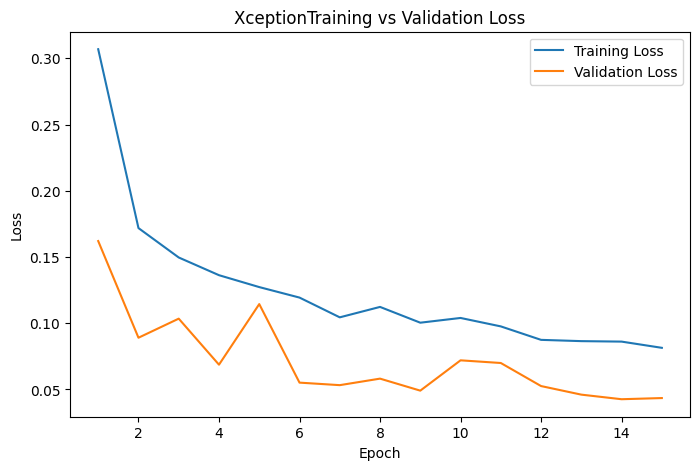 XceptionTraining vs Validation Loss
Training Loss
Validation Loss
0.30
0.25
0.20
0.15
0.10
0.05
Loss
2 4 6 8 10 12 14
Epoch